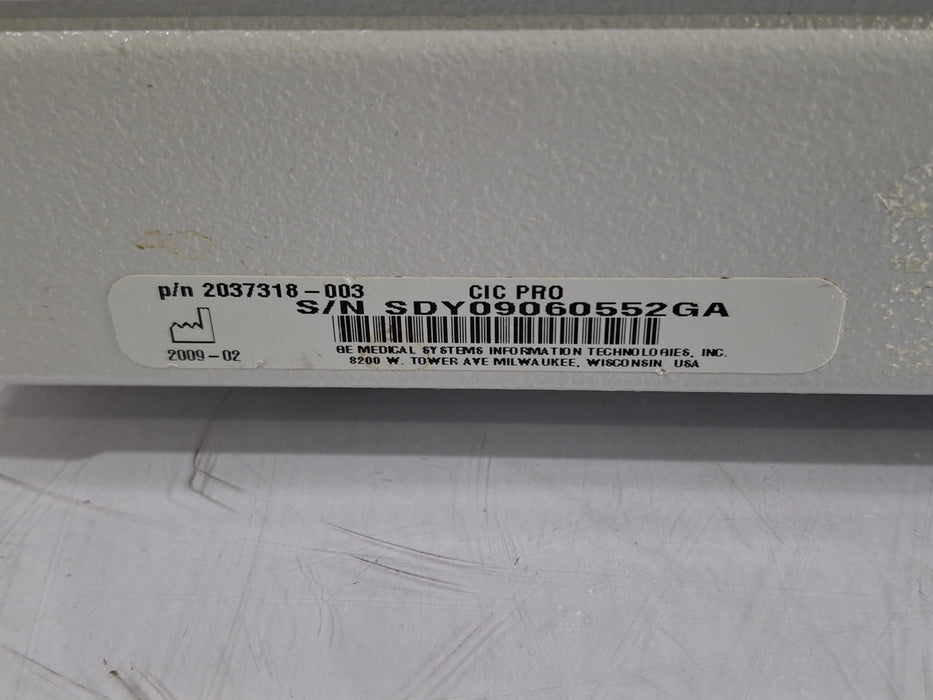 p/n 2037318-003 CIC PRO
S/N SDY09060552GA
2009-02
GE MEDICAL SYSTEMS INFORMATION TECHNOLOGIES, INC.
8200 W. TOWER AVE MILWAUKEE, WISCONSIN USA